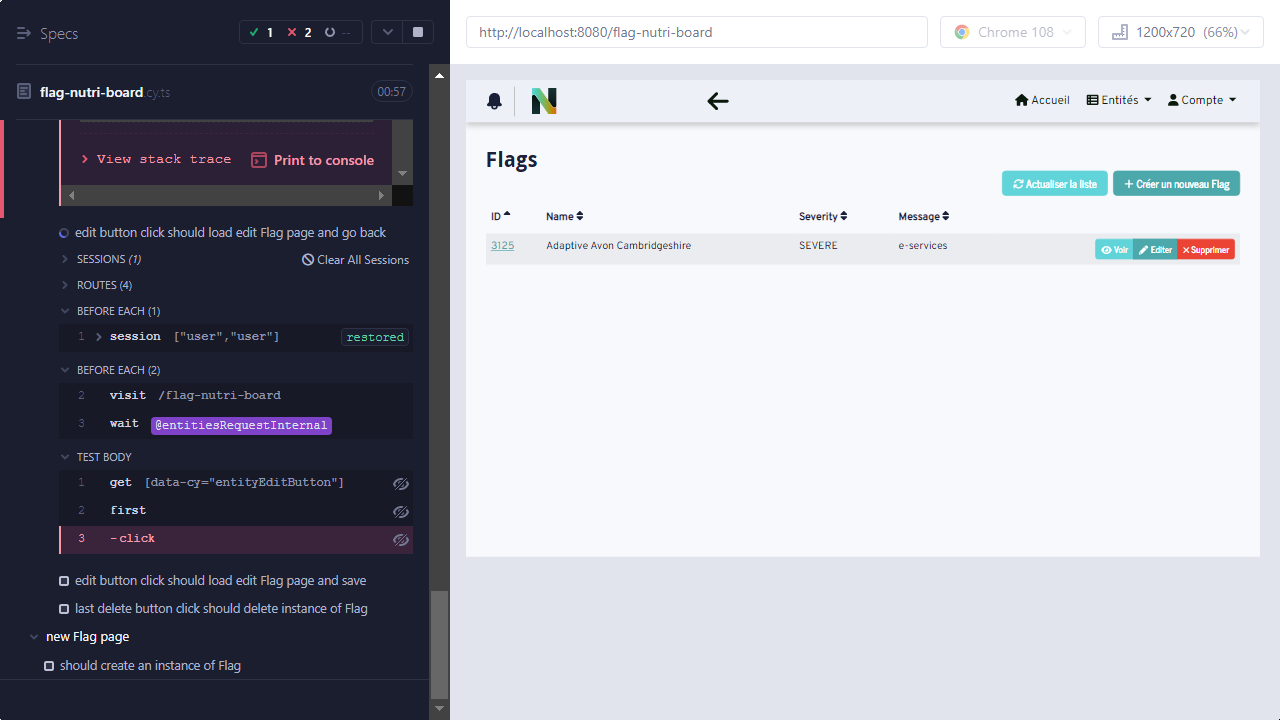 Specs
1
2
--
flag-nutri-board.cy.ts
00:57
View stack trace
Print to console
edit button click should load edit Flag page and go back
SESSIONS (1)
Clear All Sessions
ROUTES (4)
BEFORE EACH (1)
1 session ["user","user"] restored
BEFORE EACH (2)
2 visit /flag-nutri-board
3 wait @entitiesRequestInternal
TEST BODY
1 get [data-cy="entityEditButton"]
2 first
3 -click
edit button click should load edit Flag page and save
last delete button click should delete instance of Flag
new Flag page
should create an instance of Flag
http://localhost:8080/flag-nutri-board
Chrome 108
1200x720 (66%)
N
Accueil
Entités
Compte
Flags
Actualiser la liste
Créer un nouveau Flag
ID Name Severity Message
3125 Adaptive Avon Cambridgeshire SEVERE e-services
Voir
Editer
Supprimer